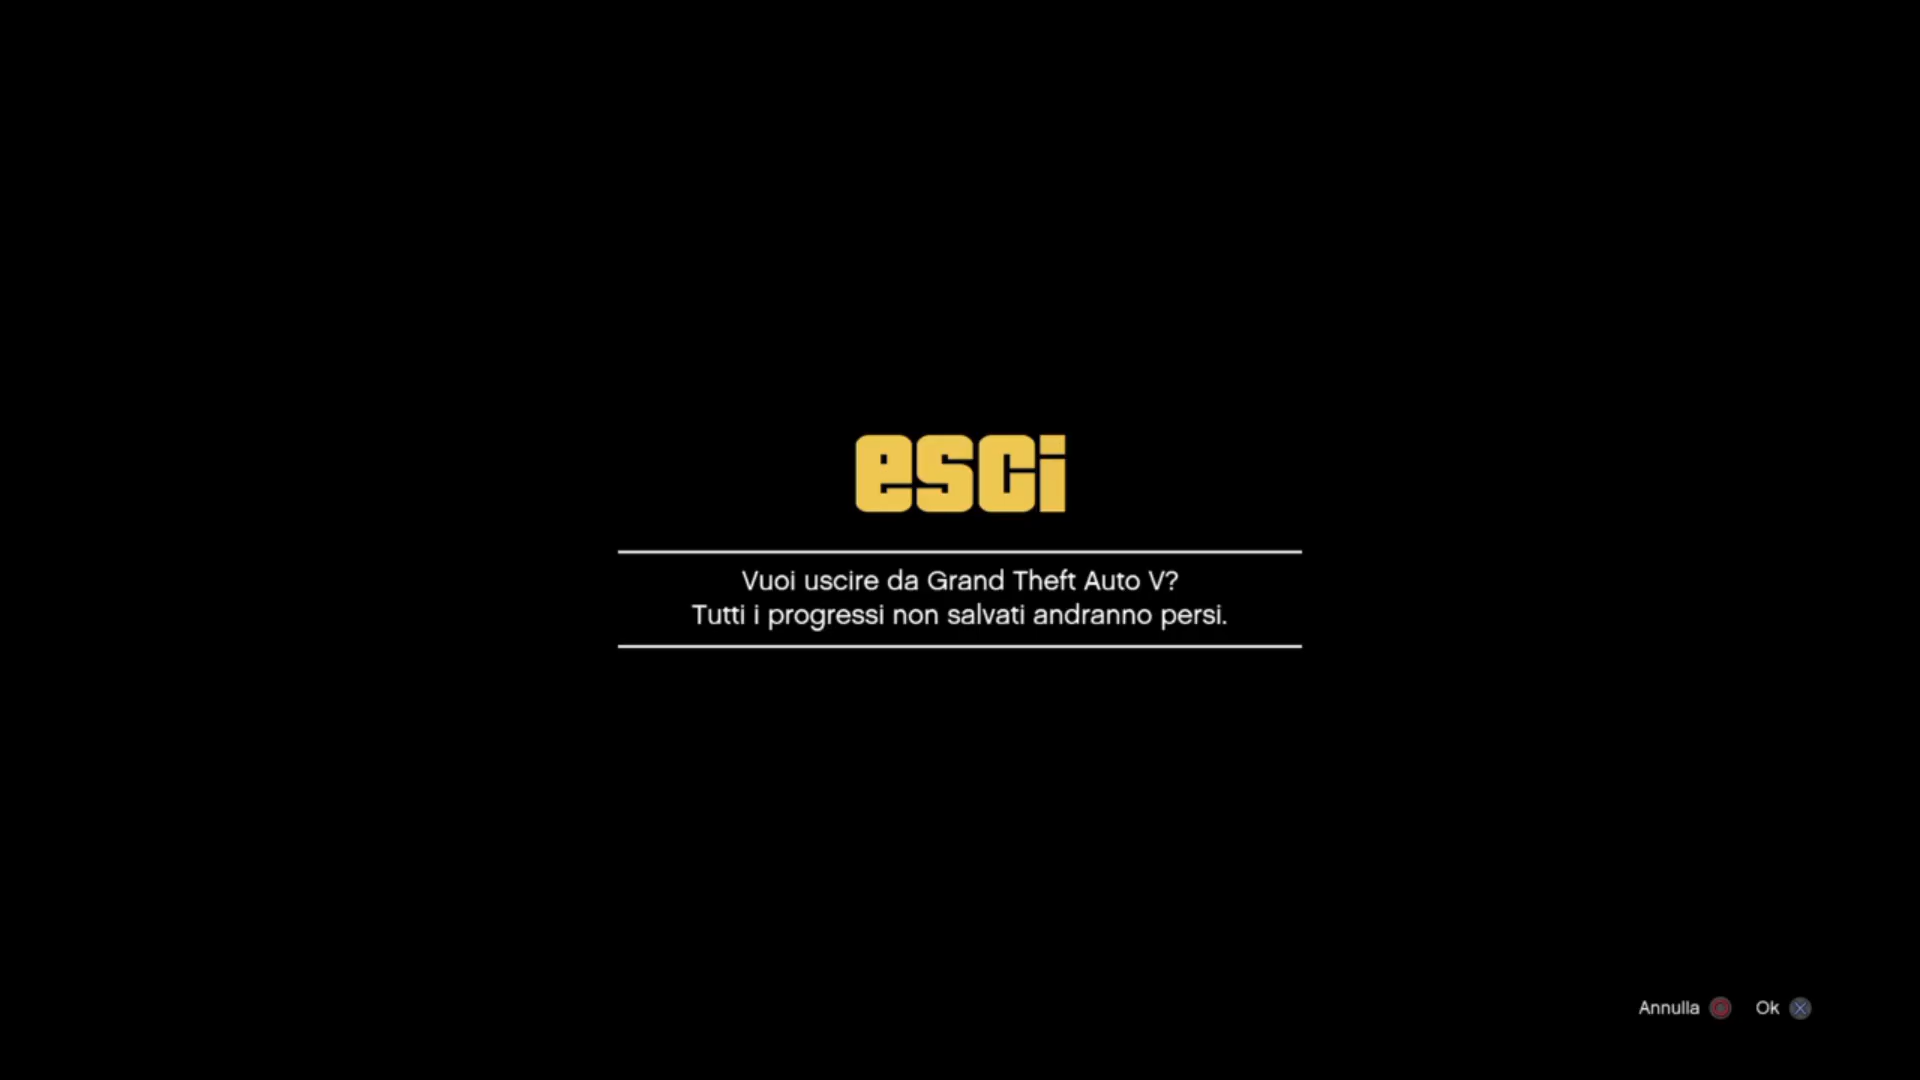 esci
Vuoi uscire da Grand Theft Auto V?
Tutti i progressi non salvati andranno persi.
Annulla Ok